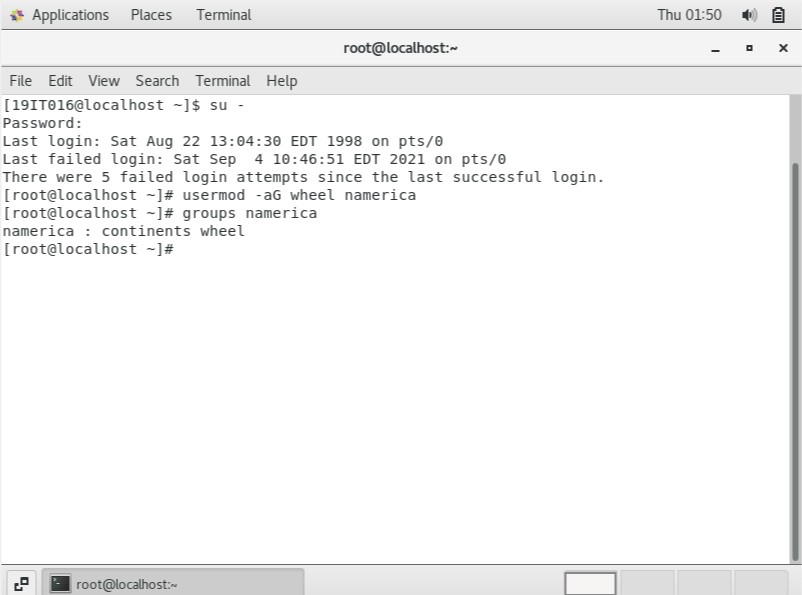 Applications Places Terminal Thu 01:50
root@localhost:~
File Edit View Search Terminal Help
[19IT016@localhost ~]$ su -
Password:
Last login: Sat Aug 22 13:04:30 EDT 1998 on pts/0
Last failed login: Sat Sep  4 10:46:51 EDT 2021 on pts/0
There were 5 failed login attempts since the last successful login.
[root@localhost ~]# usermod -aG wheel namerica
[root@localhost ~]# groups namerica
namerica : continents wheel
[root@localhost ~]#
root@localhost:~